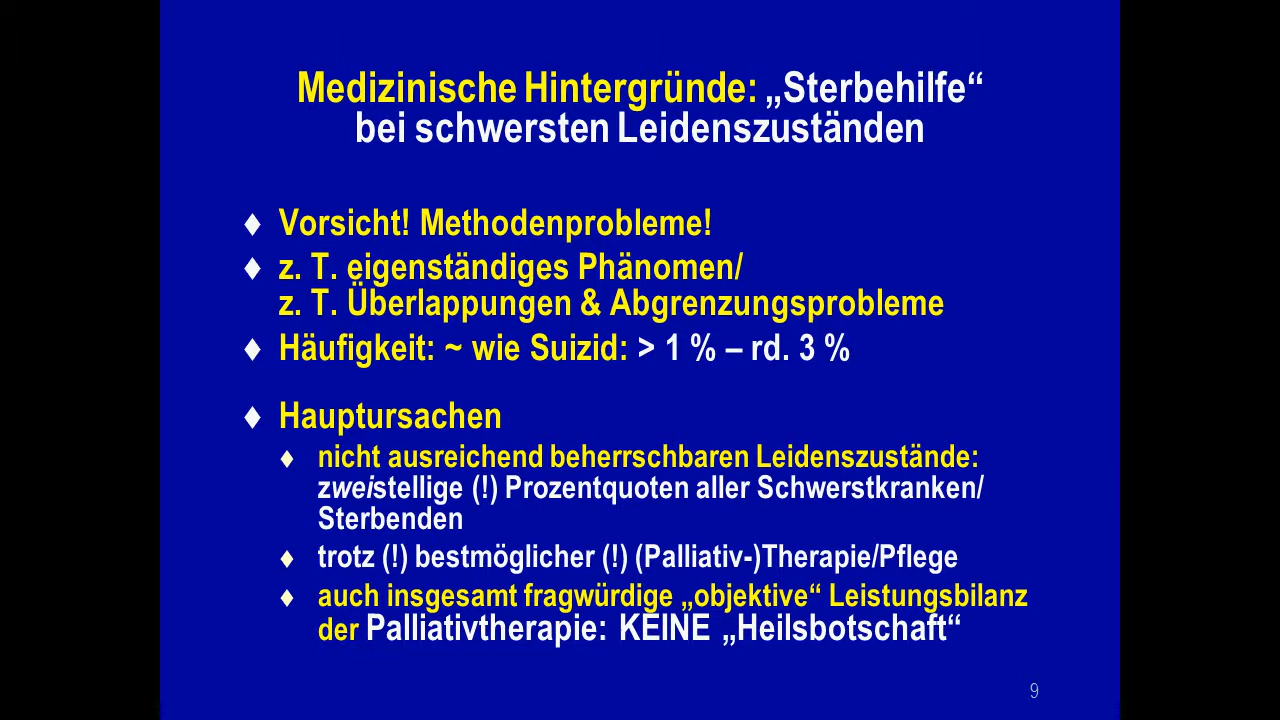 Medizinische Hintergründe: „Sterbehilfe“
bei schwersten Leidenszuständen
♦ Vorsicht! Methodenprobleme!
♦ z. T. eigenständiges Phänomen/
z. T. Überlappungen & Abgrenzungsprobleme
♦ Häufigkeit: ~ wie Suizid: > 1 % – rd. 3 %
♦ Hauptursachen
♦ nicht ausreichend beherrschbaren Leidenszustände:
zweistellige (!) Prozentquoten aller Schwerstkranken/
Sterbenden
♦ trotz (!) bestmöglicher (!) (Palliativ-)Therapie/Pflege
♦ auch insgesamt fragwürdige „objektive“ Leistungsbilanz
der Palliativtherapie: KEINE „Heilsbotschaft“
9